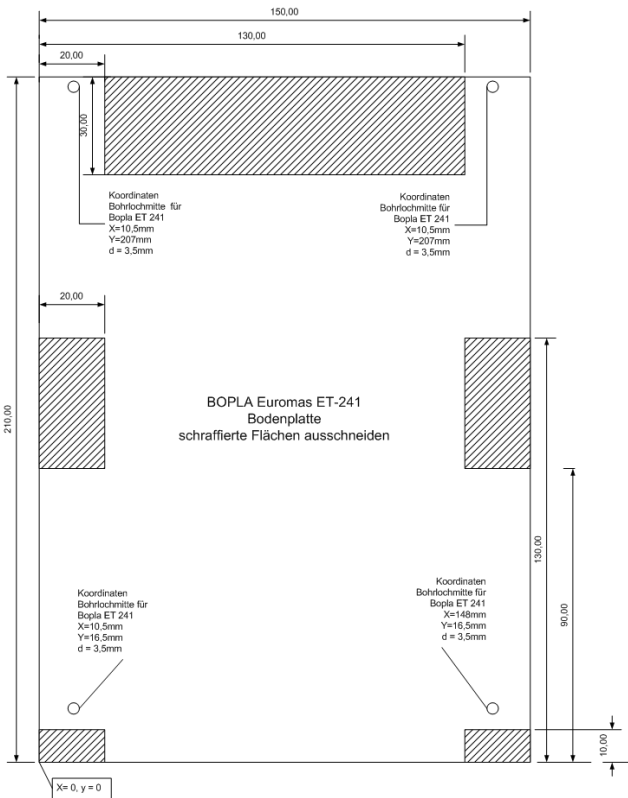 150,00
130,00
20,00
30,00
Koordinaten
Bohrlochmitte für
Bopla ET 241
X=10,5mm
Y=207mm
d = 3,5mm
Koordinaten
Bohrlochmitte für
Bopla ET 241
X=10,5mm
Y=207mm
d = 3,5mm
20,00
210,00
BOPLA Euromas ET-241
Bodenplatte
schraffierte Flächen ausschneiden
130,00
90,00
Koordinaten
Bohrlochmitte für
Bopla ET 241
X=10,5mm
Y=16,5mm
d = 3,5mm
Koordinaten
Bohrlochmitte für
Bopla ET 241
X=148mm
Y=16,5mm
d = 3,5mm
10,00
X= 0, y = 0